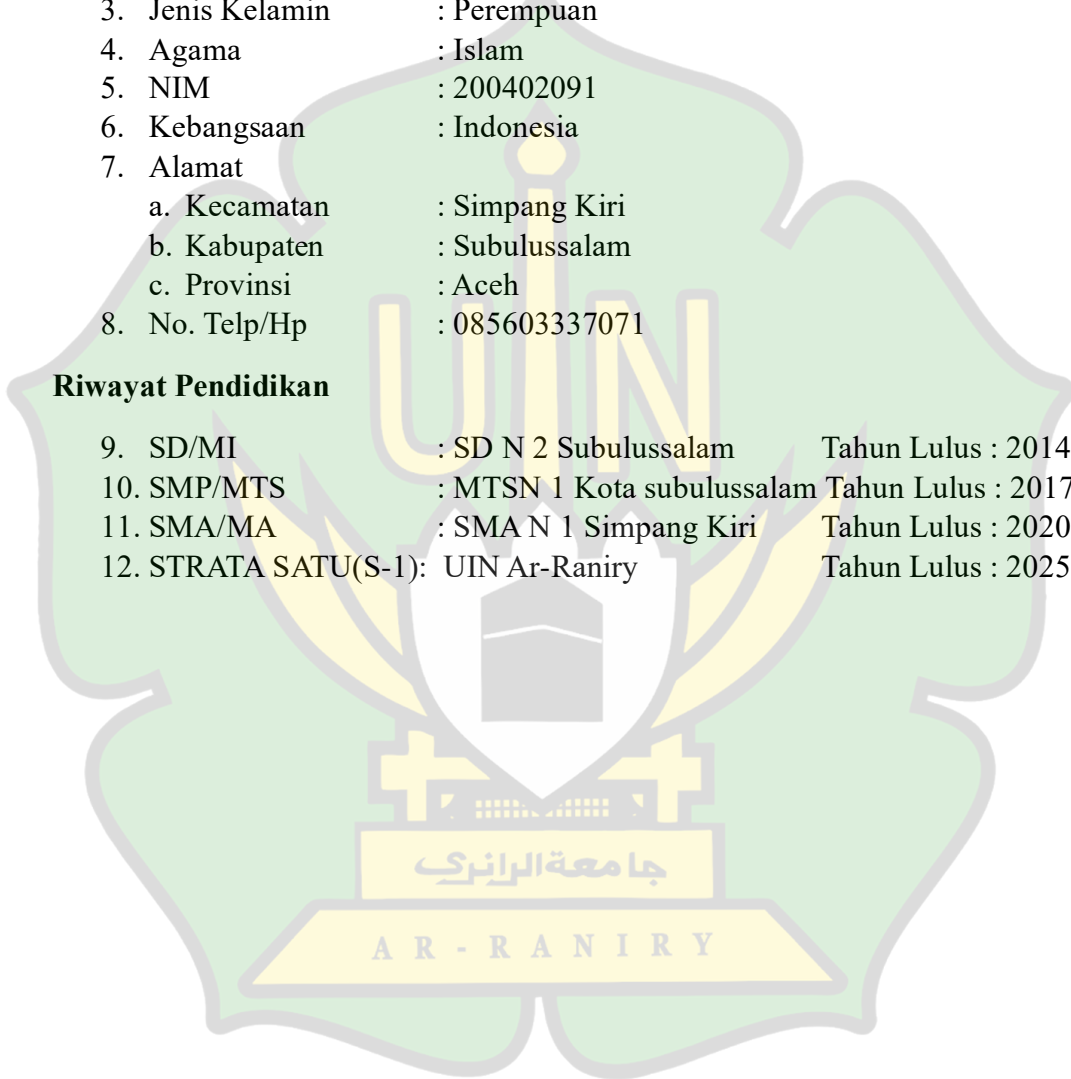 3. Jenis Kelamin : Perempuan
4. Agama : Islam
5. NIM : 200402091
6. Kebangsaan : Indonesia
7. Alamat
a. Kecamatan : Simpang Kiri
b. Kabupaten : Subulussalam
c. Provinsi : Aceh
8. No. Telp/Hp : 085603337071
Riwayat Pendidikan
9. SD/MI : SD N 2 Subulussalam Tahun Lulus : 2014
10. SMP/MTS : MTSN 1 Kota subulussalam Tahun Lulus : 2017
11. SMA/MA : SMA N 1 Simpang Kiri Tahun Lulus : 2020
12. STRATA SATU(S-1): UIN Ar-Raniry Tahun Lulus : 2025
UIN
جامعةالرانري
AR-RANIRY